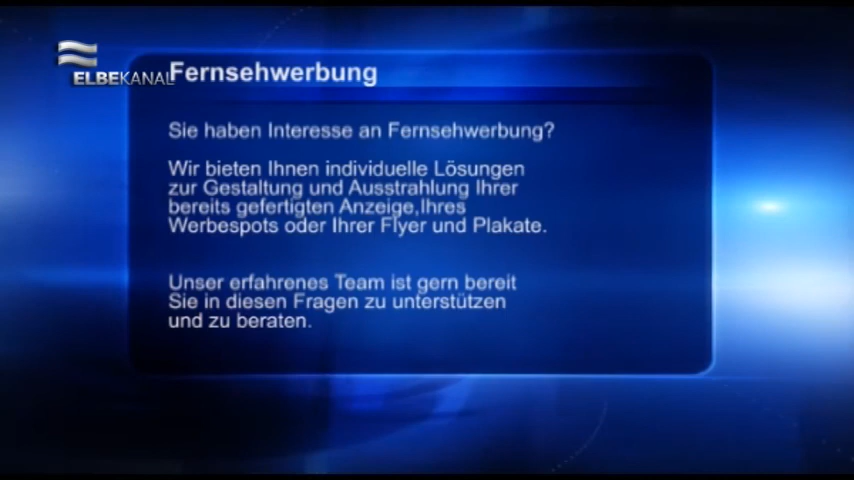 ELBEKANAL
Fernsehwerbung
Sie haben Interesse an Fernsehwerbung?
Wir bieten Ihnen individuelle Lösungen
zur Gestaltung und Ausstrahlung Ihrer
bereits gefertigten Anzeige,Ihres
Werbespots oder Ihrer Flyer und Plakate.
Unser erfahrenes Team ist gern bereit
Sie in diesen Fragen zu unterstützen
und zu beraten.